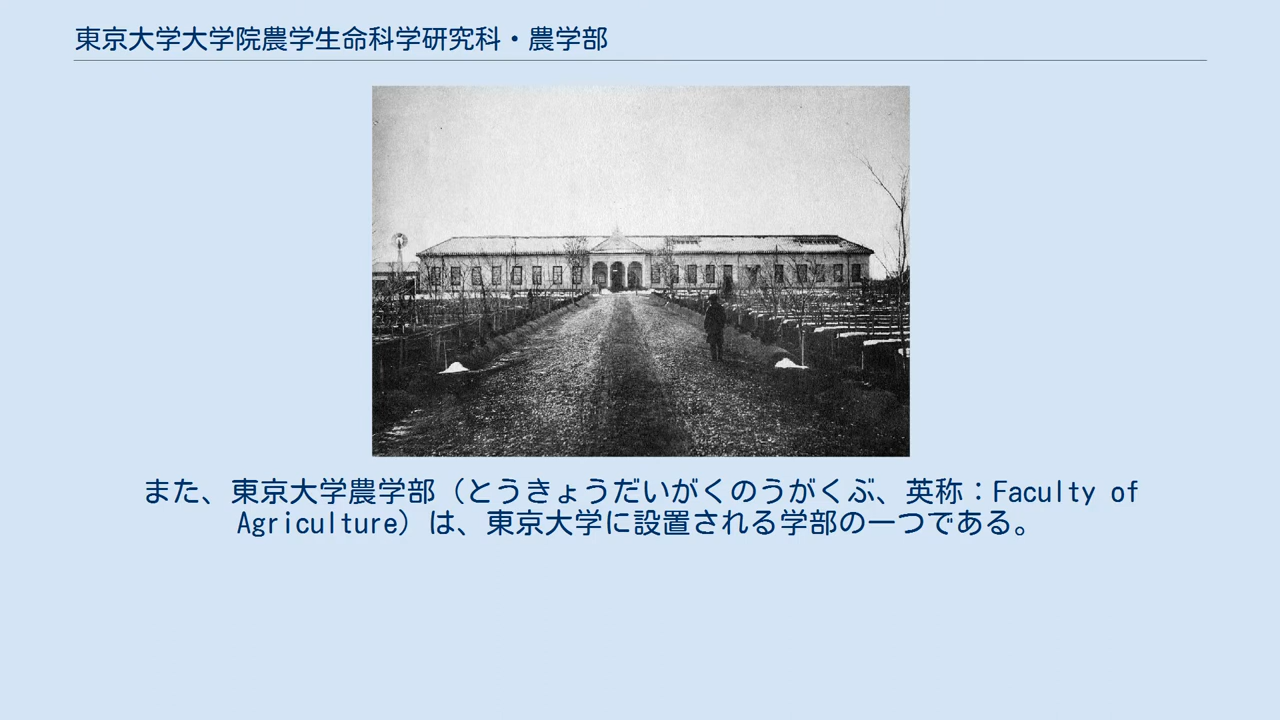 東京大学大学院農学生命科学研究科・農学部
また、東京大学農学部（とうきょうだいがくのうがくぶ、英称：Faculty of
Agriculture）は、東京大学に設置される学部の一つである。